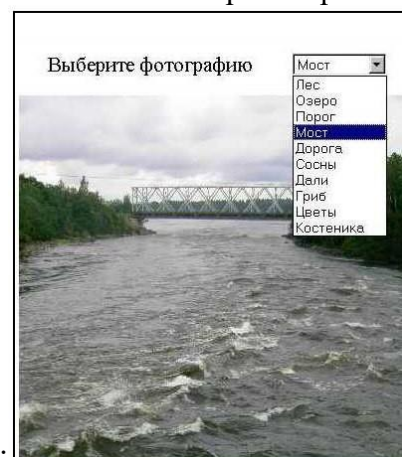 Выберите фотографию Мост
Лес
Озеро
Порог
Мост
Дорога
Сосны
Дали
Гриб
Цветы
Костеника